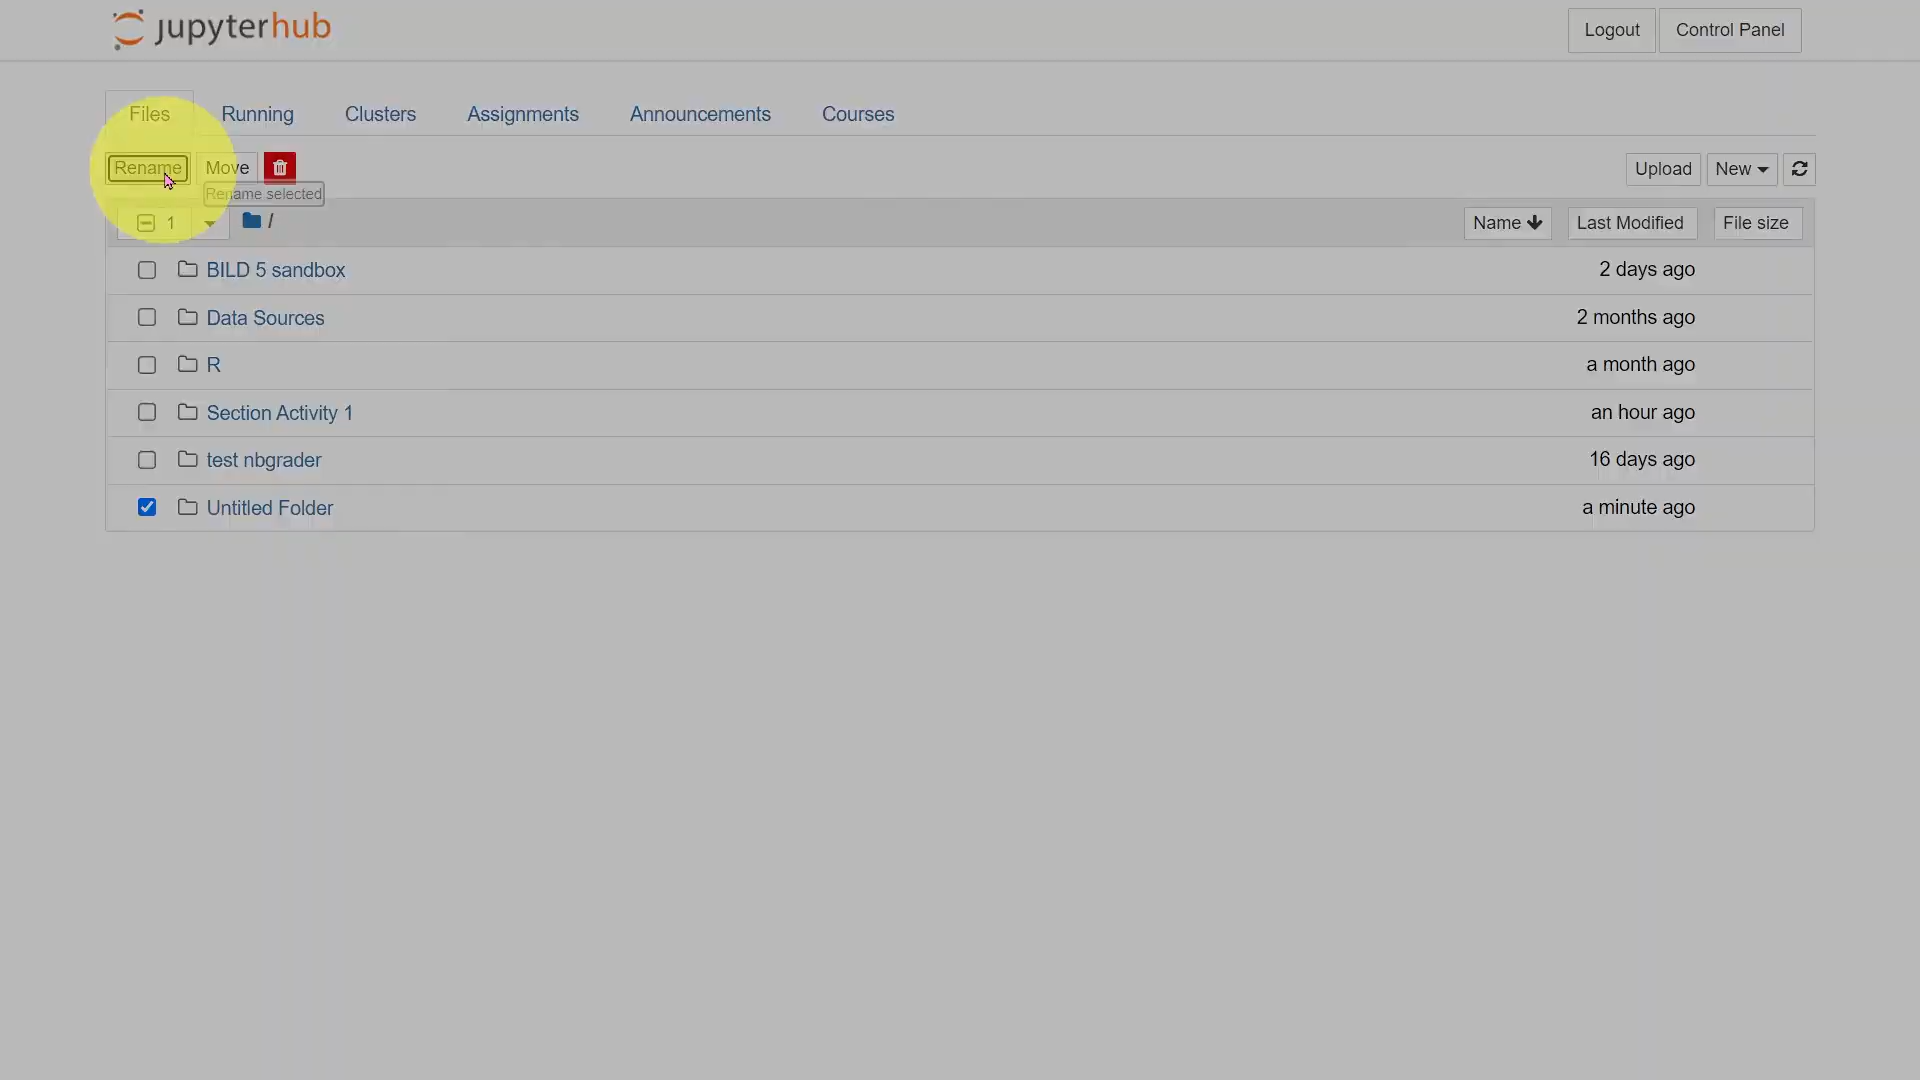 jupyterhub
Logout Control Panel
Files Running Clusters Assignments Announcements Courses
Rename Move Upload New
Rename selected
1 / Name Last Modified File size
BILD 5 sandbox 2 days ago
Data Sources 2 months ago
R a month ago
Section Activity 1 an hour ago
test nbgrader 16 days ago
Untitled Folder a minute ago